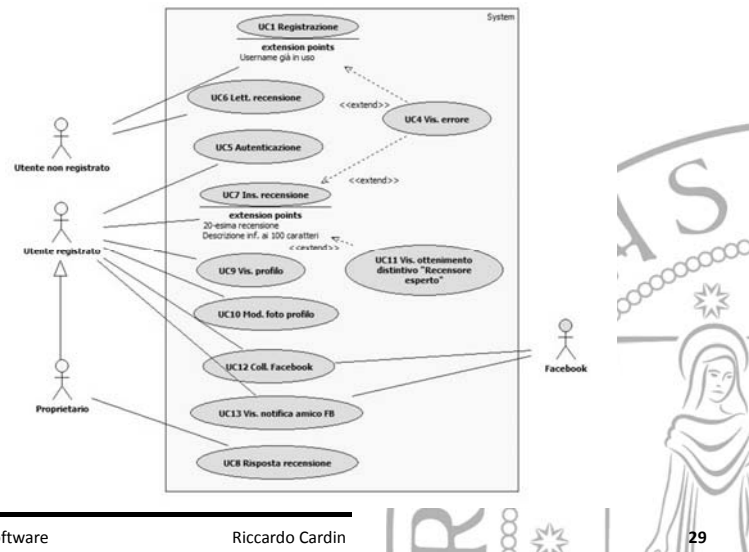 System
UC1 Registrazione
extension points
Username già in uso
UC6 Lett. recensione
<<extend>>
UC4 Vis. errore
Utente non registrato
UC5 Autenticazione
<<extend>>
UC7 Ins. recensione
extension points
20-esima recensione
Descrizione inf. ai 100 caratteri
<<extend>>
Utente registrato
UC9 Vis. profilo
UC11 Vis. ottenimento
distintivo "Recensore
esperto"
UC10 Mod. foto profilo
UC12 Coll. Facebook
Facebook
Proprietario
UC13 Vis. notifica amico FB
UC8 Risposta recensione
ftware
Riccardo Cardin
29
AS
R